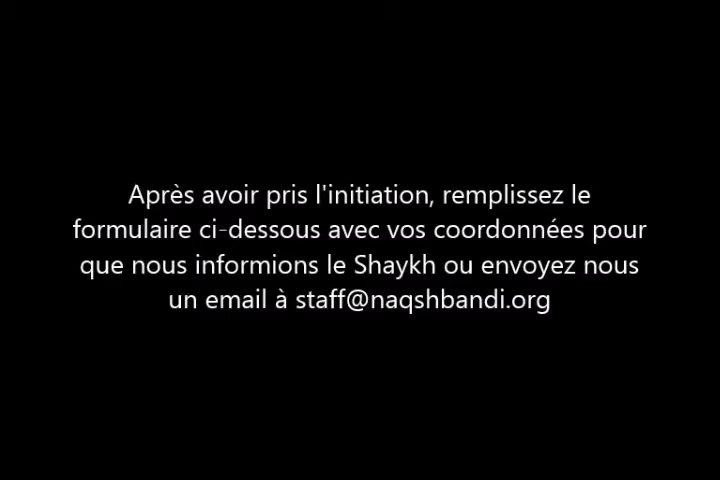 Après avoir pris l'initiation, remplissez le
formulaire ci-dessous avec vos coordonnées pour
que nous informions le Shaykh ou envoyez nous
un email à staff@naqshbandi.org